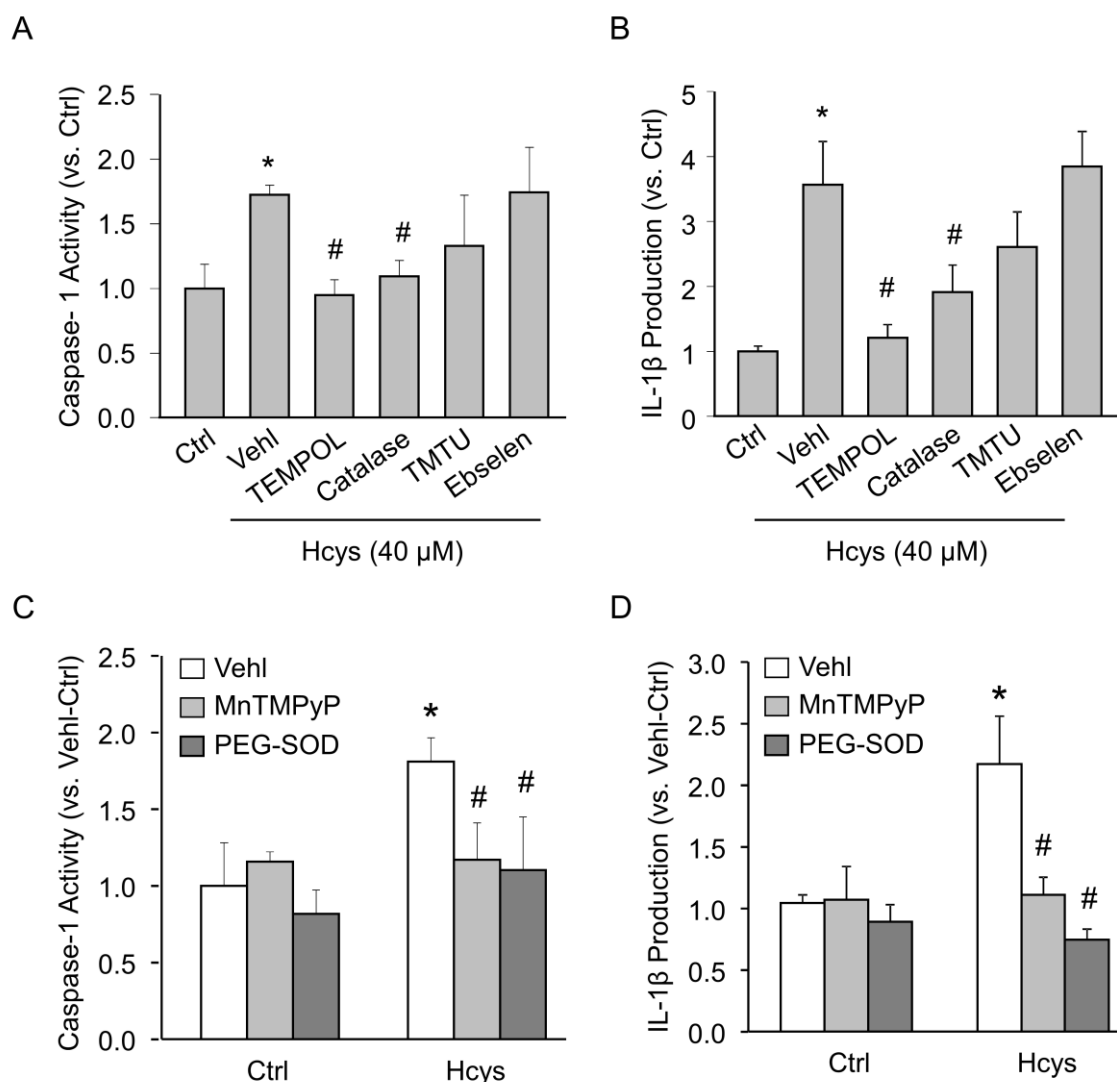 A
Caspase- 1 Activity (vs. Ctrl)
2.5
2.0
1.5
1.0
0.5
0.0
*
#
#
Ctrl
Vehl
TEMPOL
Catalase
TMTU
Ebselen
Hcys (40 µM)
B
IL-1β Production (vs. Ctrl)
5
4
3
2
1
0
*
#
#
Ctrl
Vehl
TEMPOL
Catalase
TMTU
Ebselen
Hcys (40 µM)
C
Caspase-1 Activity (vs. Vehl-Ctrl)
2.5
2.0
1.5
1.0
0.5
0.0
Vehl
MnTMPyP
PEG-SOD
*
#
#
Ctrl
Hcys
D
IL-1β Production (vs. Vehl-Ctrl)
3.0
2.5
2.0
1.5
1.0
0.5
0.0
Vehl
MnTMPyP
PEG-SOD
*
#
#
Ctrl
Hcys